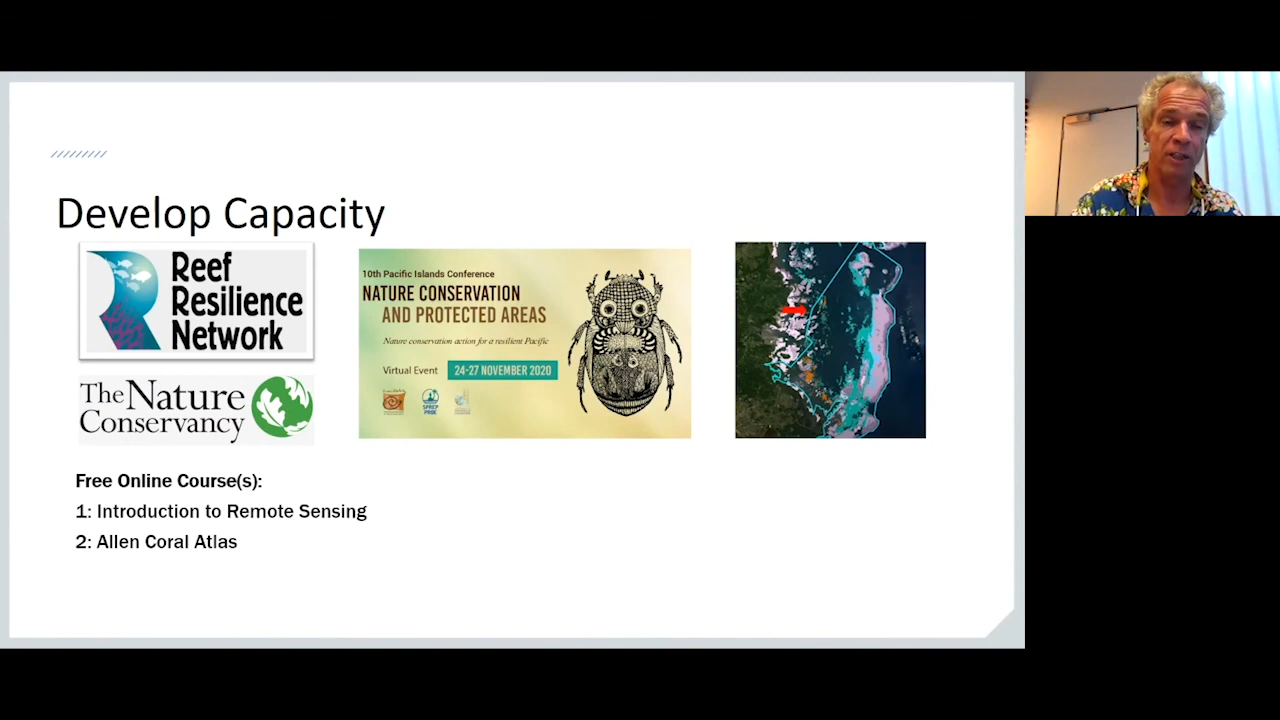 Develop Capacity
Reef
Resilience
Network
The Nature
Conservancy
10th Pacific Islands Conference
NATURE CONSERVATION
AND PROTECTED AREAS
Nature conservation action for a resilient Pacific
Virtual Event 24-27 NOVEMBER 2020
SPREP
PROE
Free Online Course(s):
1: Introduction to Remote Sensing
2: Allen Coral Atlas